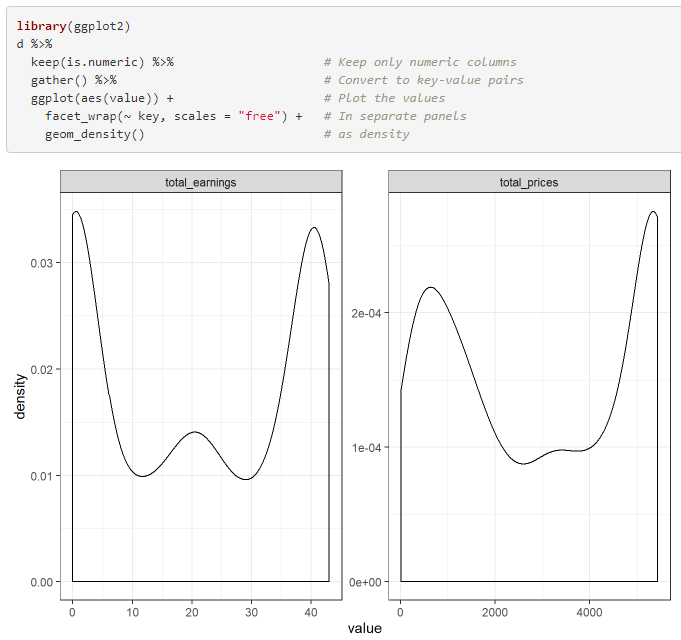 library(ggplot2)
d %>%
  keep(is.numeric) %>%                     # Keep only numeric columns
  gather() %>%                             # Convert to key-value pairs
  ggplot(aes(value)) +                     # Plot the values
    facet_wrap(~ key, scales = "free") +   # In separate panels
    geom_density()                         # as density
total_earnings total_prices
0.03
0.02
0.01
0.00
2e-04
1e-04
0e+00
density
0 10 20 30 40 0 2000 4000
value